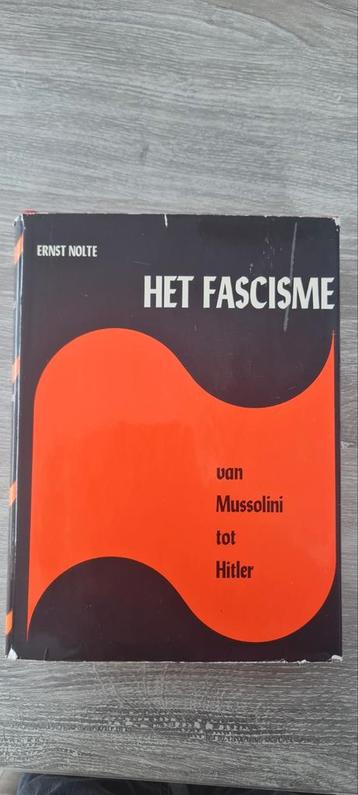 ERNST NOLTE
HET FASCISME
van
Mussolini
tot
Hitler